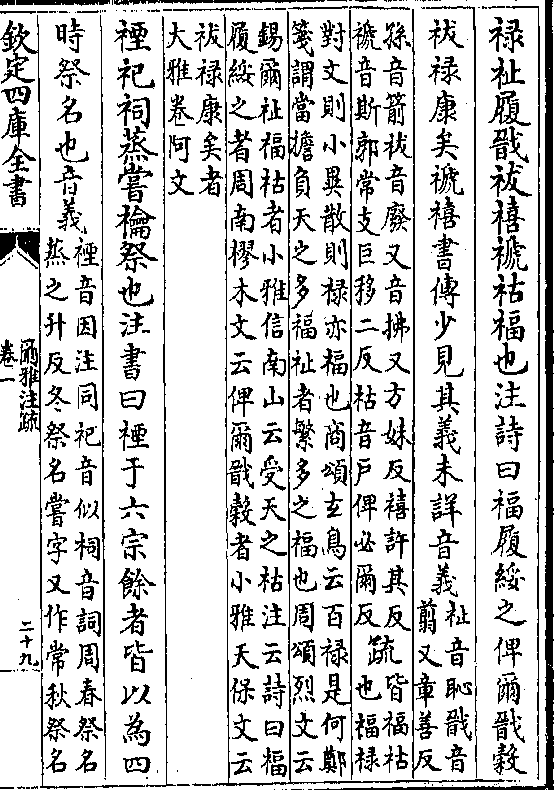 禄祉履戩祓禧禠祜福也注詩曰福履綏之俾爾戩穀
祓禄康矣禠禧書傳少見其義未詳音義
祉音恥戩音
翦又章善反
孫音箭祓音廢又音拂又方妹反禧許其反
禠音斯郭常支巨移二反祜音戶俾必爾反
疏
皆福祜
也福禄
對文則小異散則禄亦福也商頌玄鳥云百禄是何鄭
箋謂當擔負天之多福祉者繁多之福也周頌烈文云
錫爾祉福祜者小雅信南山云受天之祜注云詩曰福
履綏之者周南樛木文云俾爾戩穀者小雅天保文云
祓禄康矣者
大雅卷阿文
禋祀祠蒸嘗禴祭也注書曰禋于六宗餘者皆以為四
時祭名也音義
禋音因注同祀音似祠音詞周春祭名
蒸之升反冬祭名嘗字又作常秋祭名
欽定四庫全書
爾雅注疏
卷一
二十九